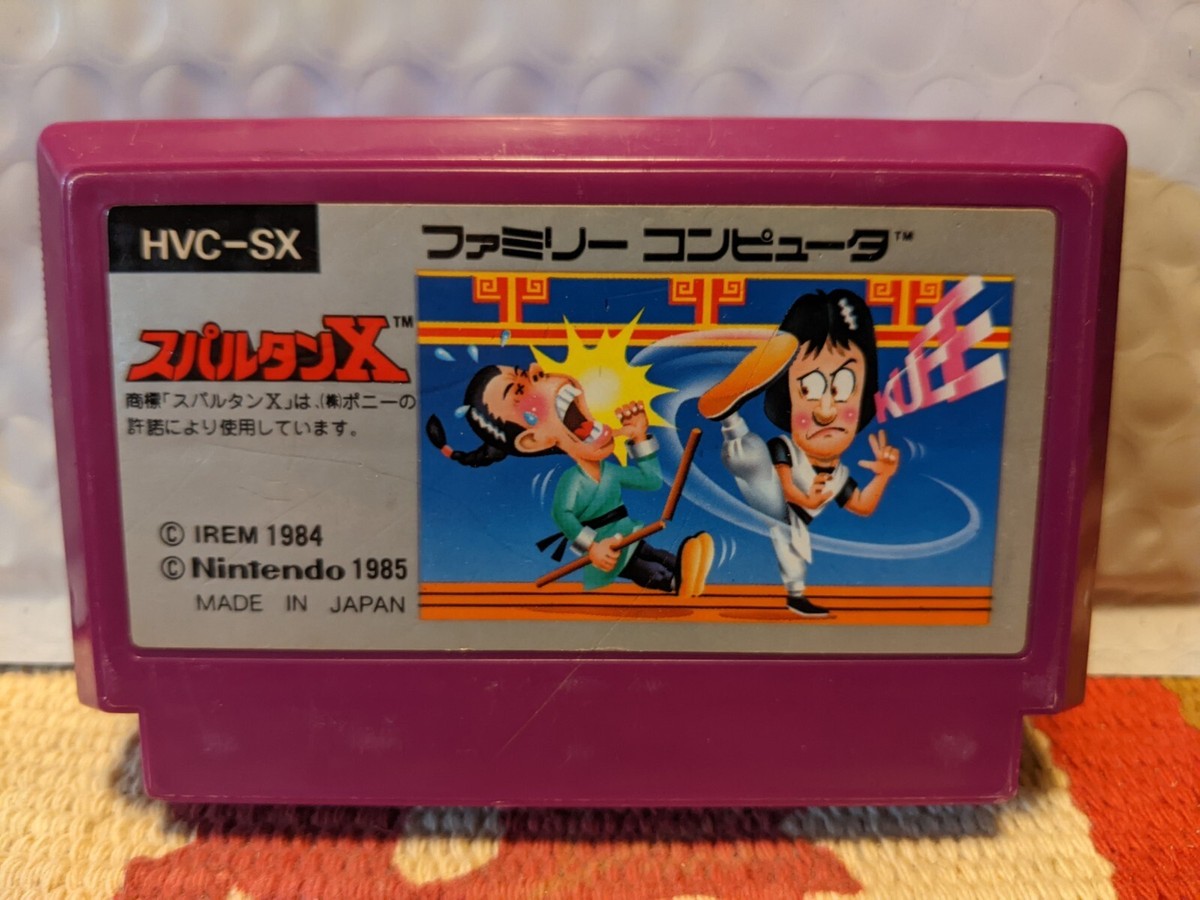 HVC-SX
ファミリー コンピュータ™
スパルタンX™
商標「スパルタンX」は、(株)ポニーの
許諾により使用しています。
© IREM 1984
© Nintendo 1985
MADE IN JAPAN
KUEE